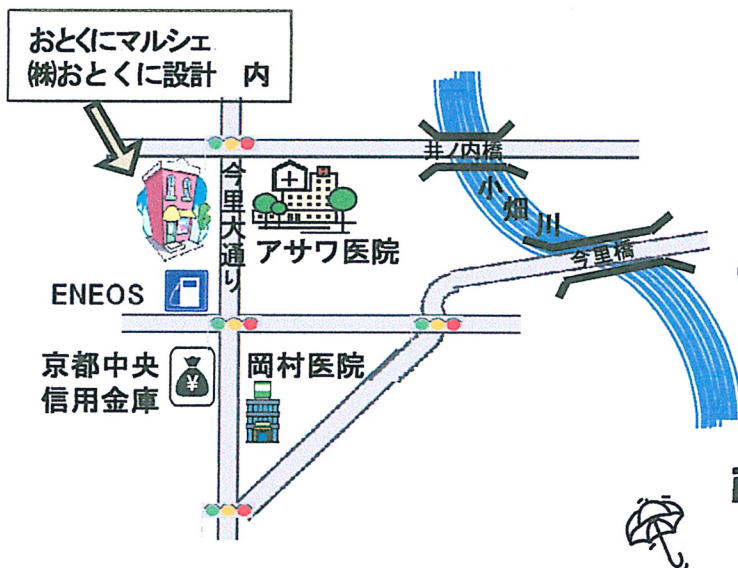 おとくにマルシェ
㈱おとくに設計 内
井ノ内橋
小畑川
今里橋
今里大通り
アサワ医院
ENEOS
京都中央
信用金庫
岡村医院